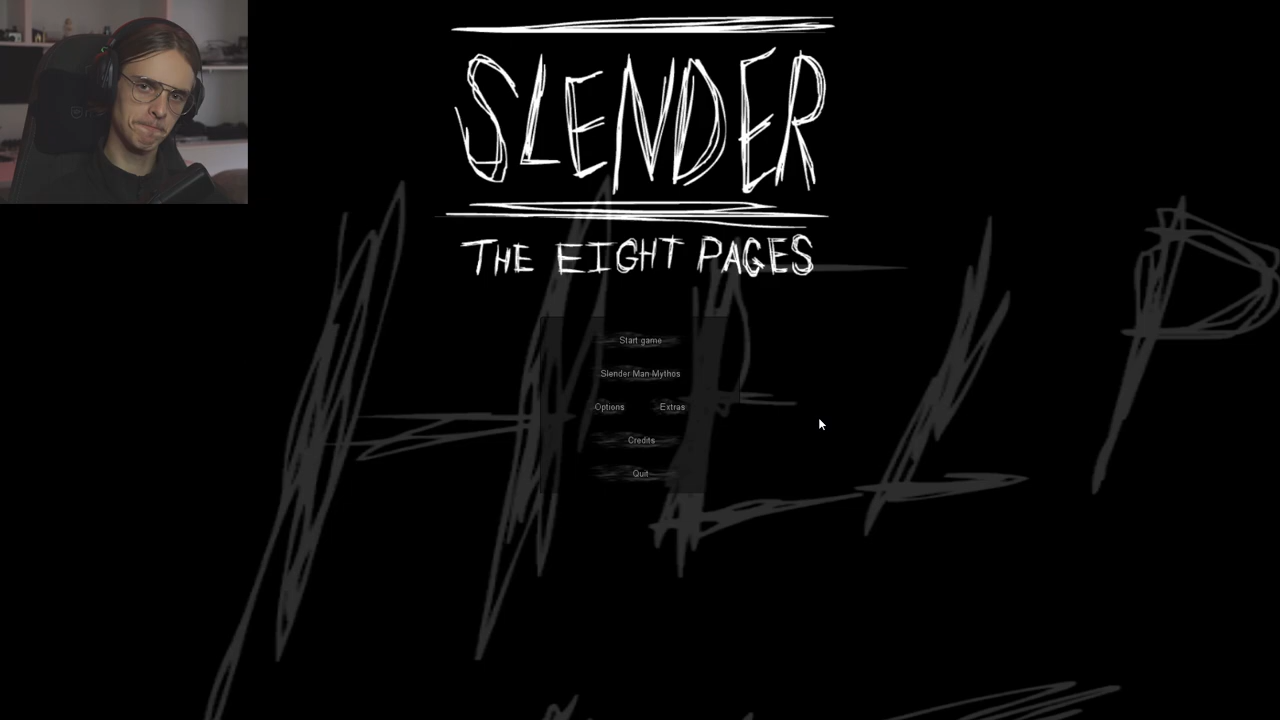 SLENDER
THE EIGHT PAGES
HELP
Start game
Slender Man Mythos
Options Extras
Credits
Quit